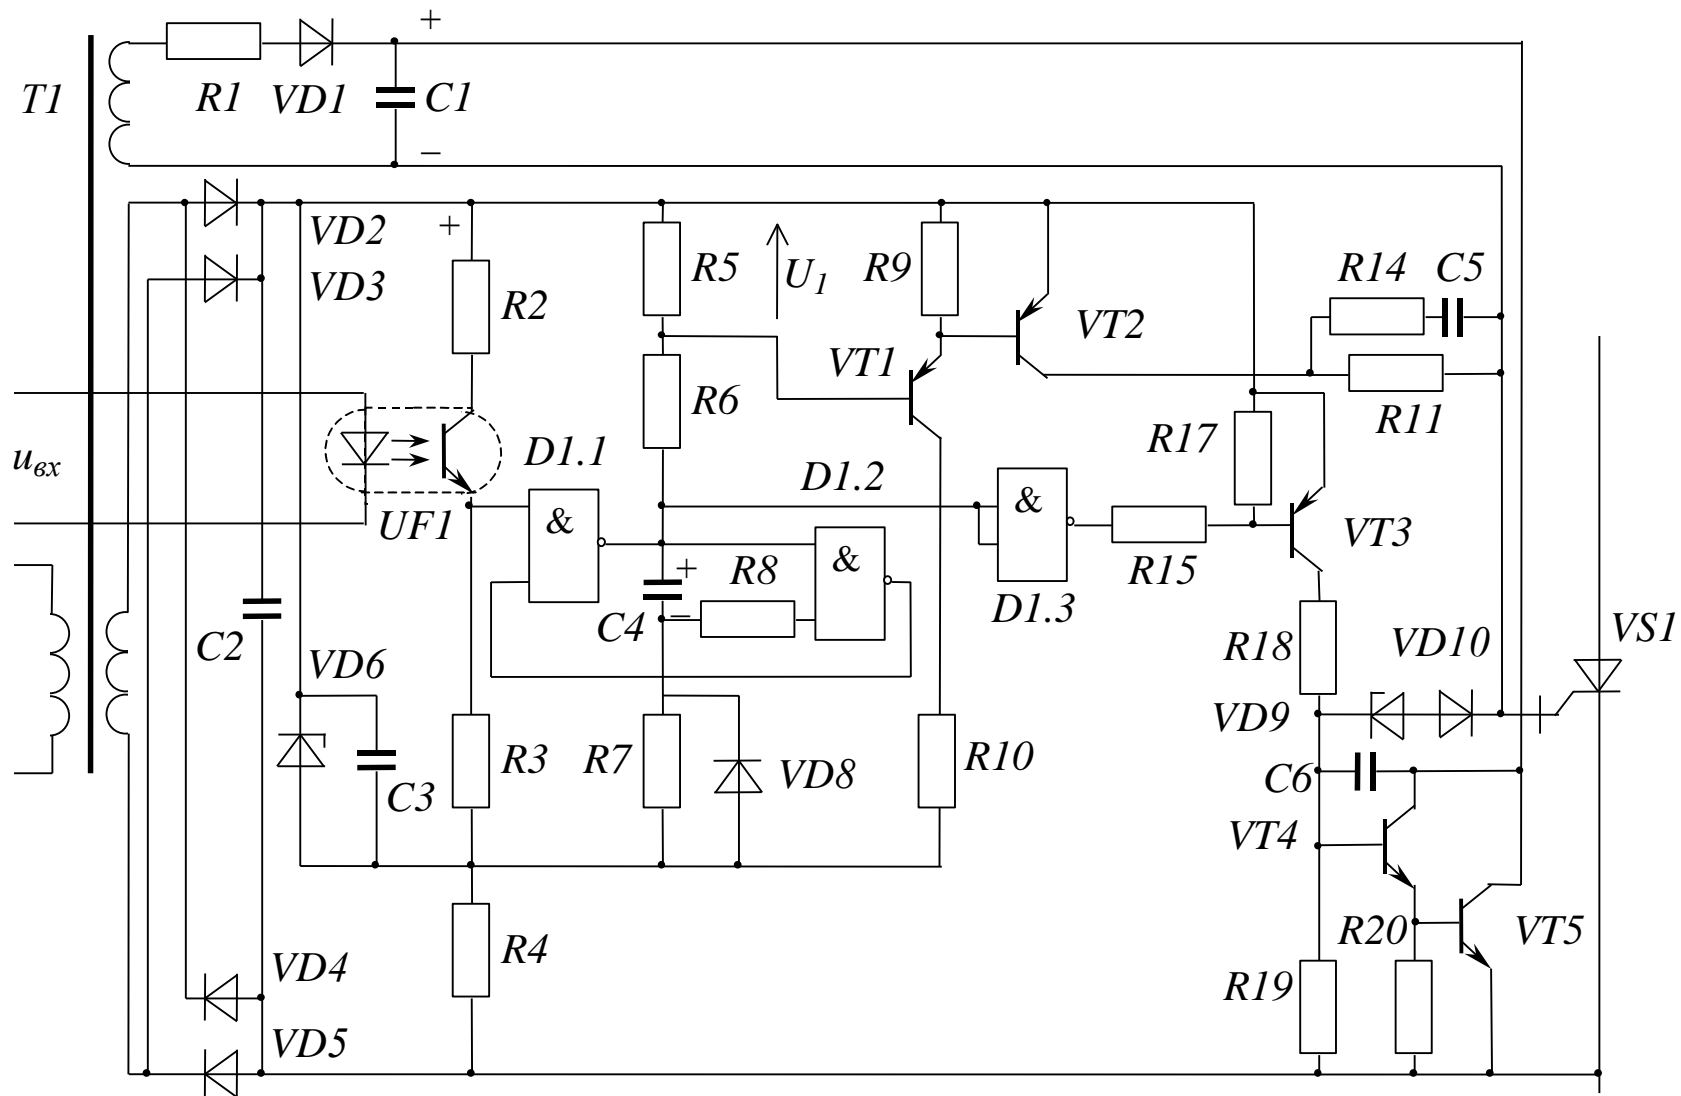 +
T1
R1
VD1
C1
−
VD2
+
R5
U1
R9
R14
C5
VD3
R2
VT2
VT1
R6
R11
R17
uвх
D1.1
D1.2
&
&
UF1
VT3
&
+
R8
R15
D1.3
C4
−
C2
VD6
R18
VD10
VS1
VD9
R3
R7
VD8
R10
C3
C6
VT4
R4
R20
VT5
VD4
R19
VD5